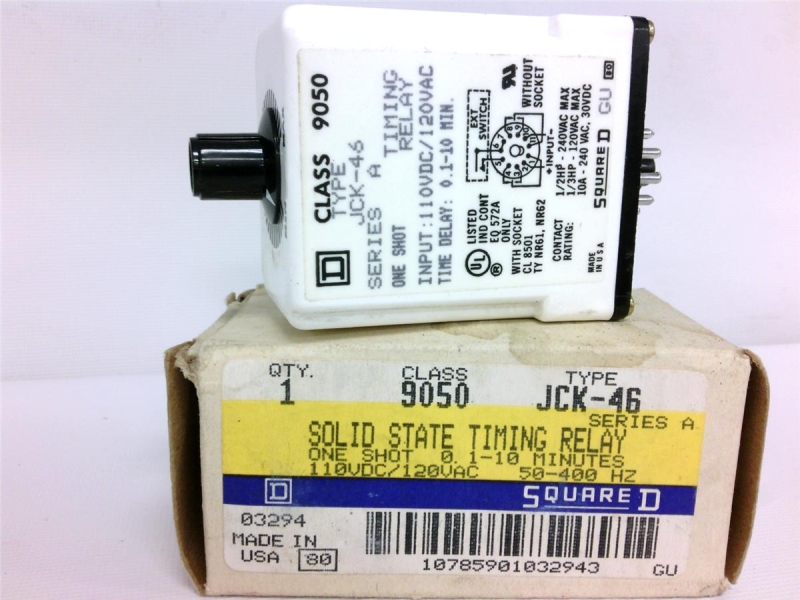 CLASS 9050
TYPE
JCK-46
SERIES A
TIMING
RELAY
ONE SHOT
INPUT:110VDC/120VAC
TIME DELAY: 0.1-10 MIN.
EXT
SWITCH
WITHOUT
SOCKET
+INPUT-
UL
®
LISTED
IND CONT
EQ 572A
ONLY
WITH SOCKET
CL 8501
TY NR61, NR62
CONTACT
RATING:
1/2HP - 240VAC MAX
1/3HP - 120VAC MAX
10A - 240 VAC, 30VDC
MADE
IN USA
SQUARE D
GU
80
QTY.
1
CLASS
9050
TYPE
JCK-46
SERIES A
SOLID STATE TIMING RELAY
ONE SHOT 0.1-10 MINUTES
110VDC/120VAC 50-400 HZ
D
SQUARE D
03294
MADE IN
USA 80
10785901032943
GU